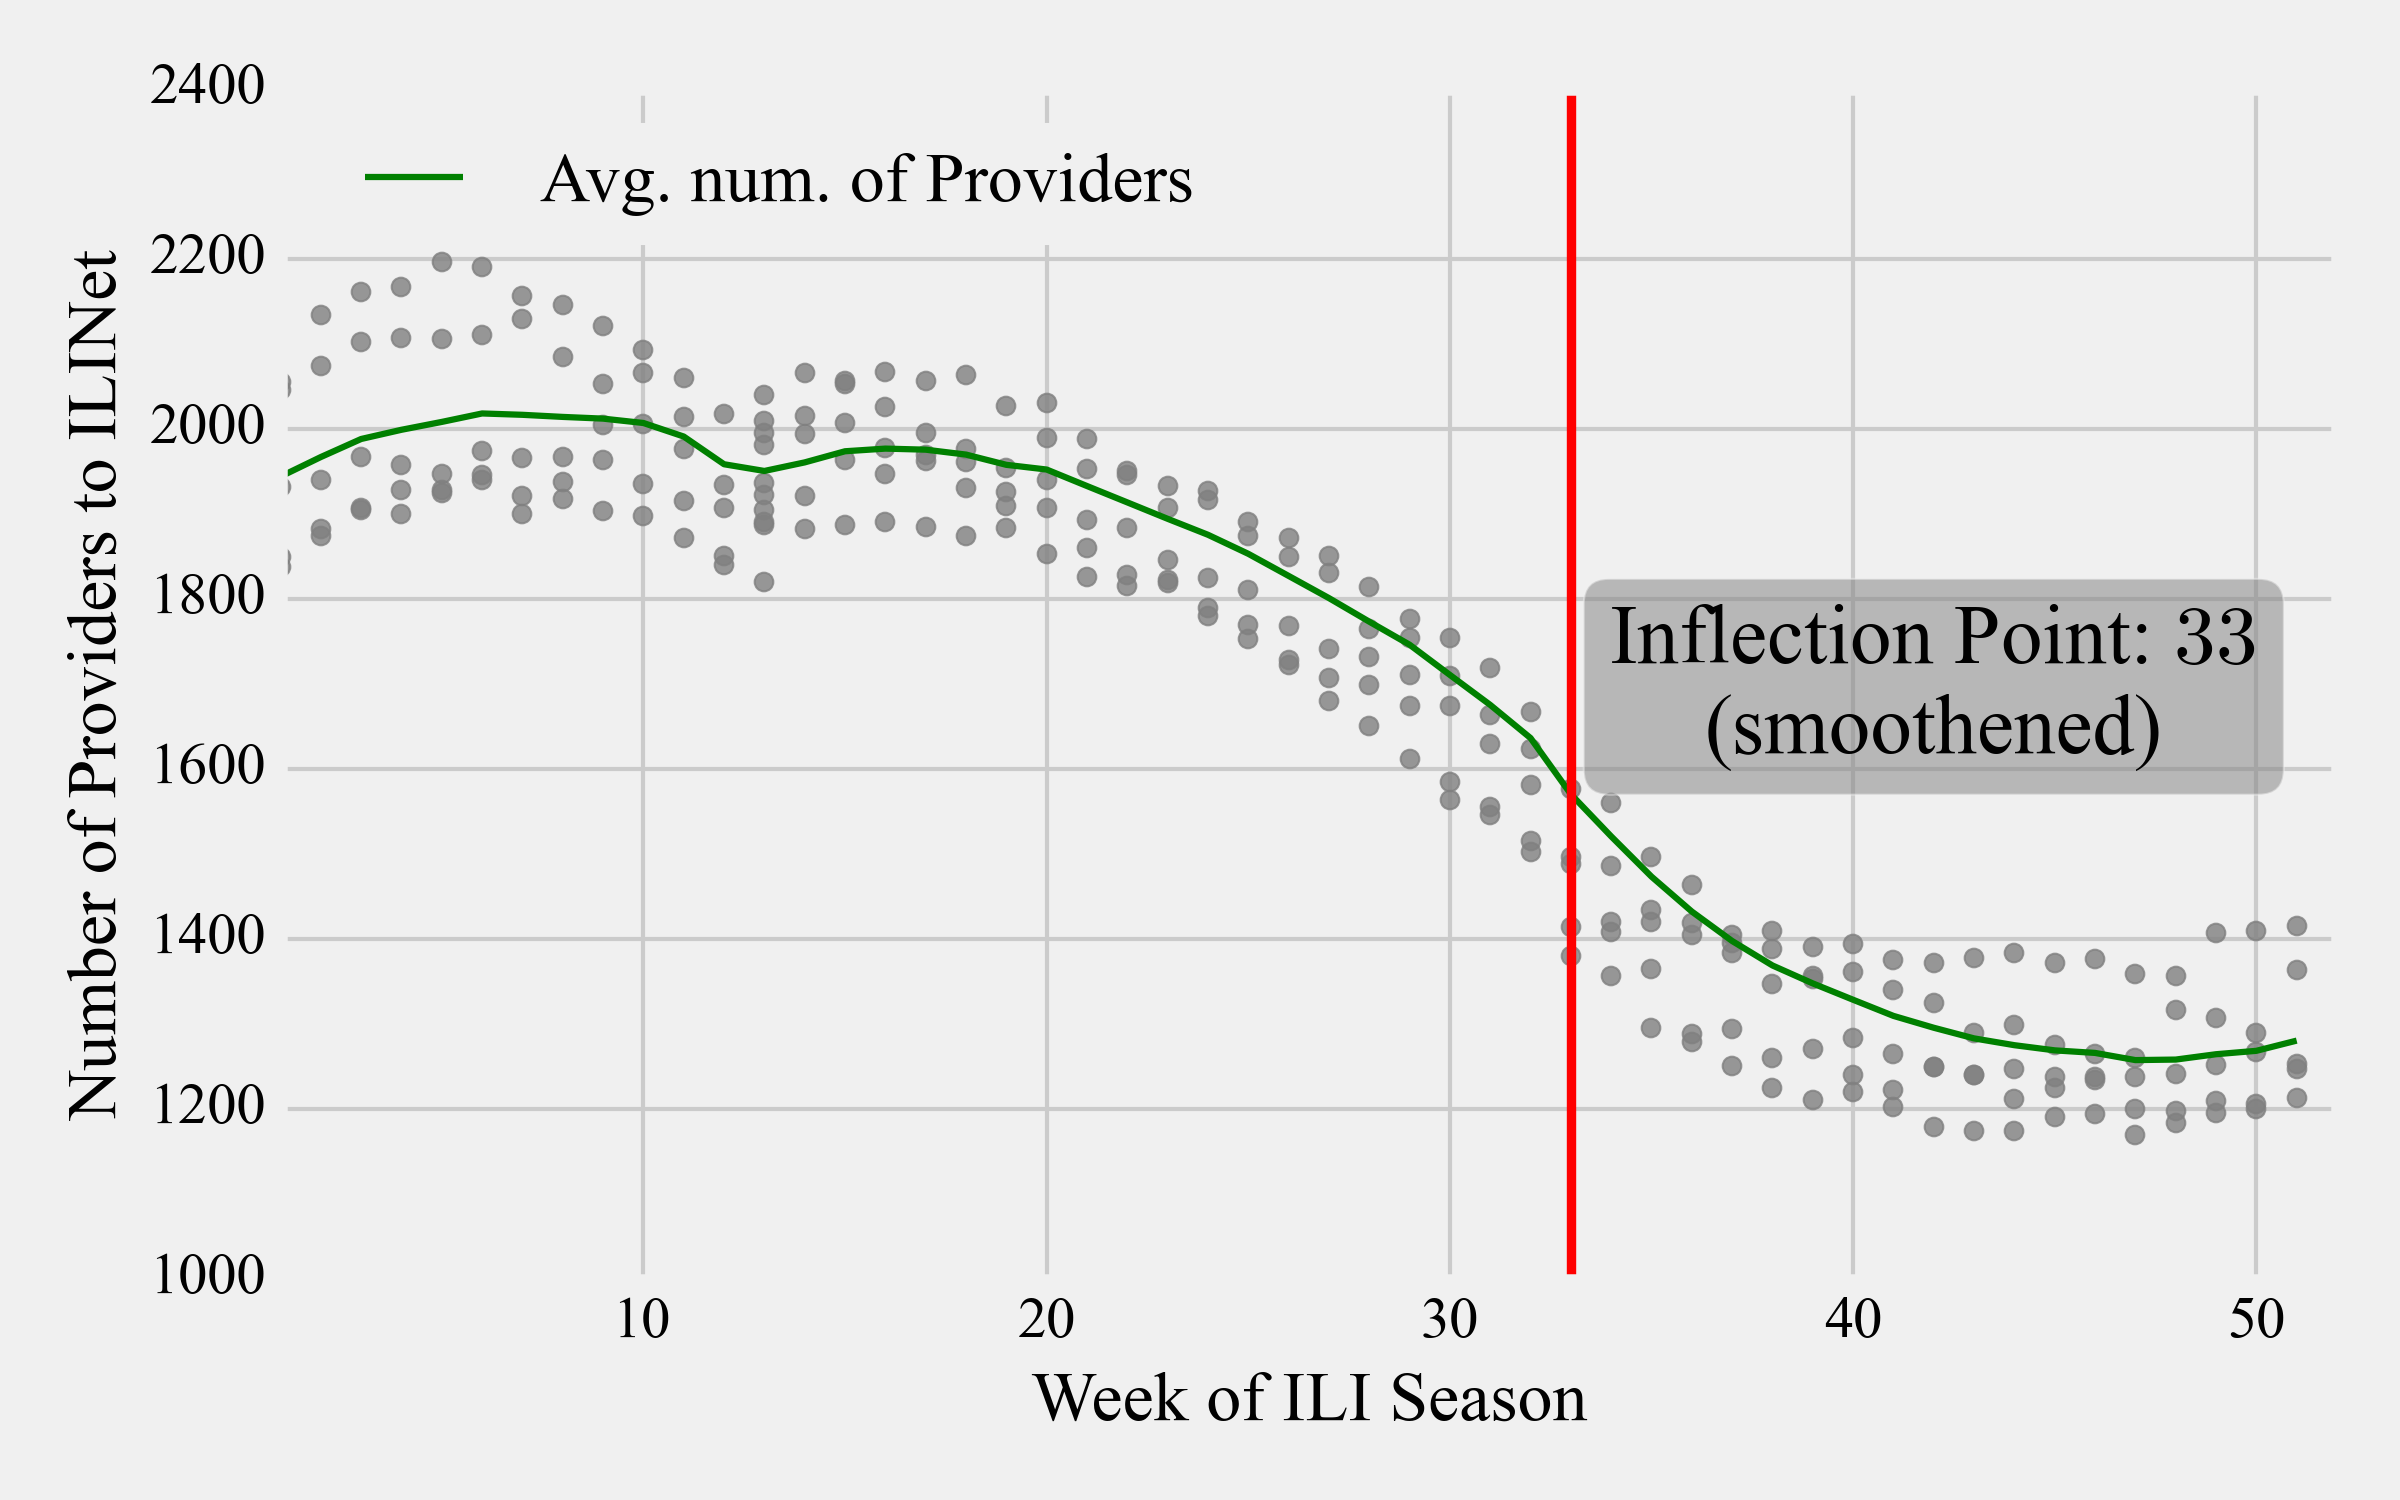 2400
Avg. num. of Providers
2200
2000
1800
1600
1400
1200
1000
Number of Providers to ILINet
Inflection Point: 33
(smoothened)
10 20 30 40 50
Week of ILI Season